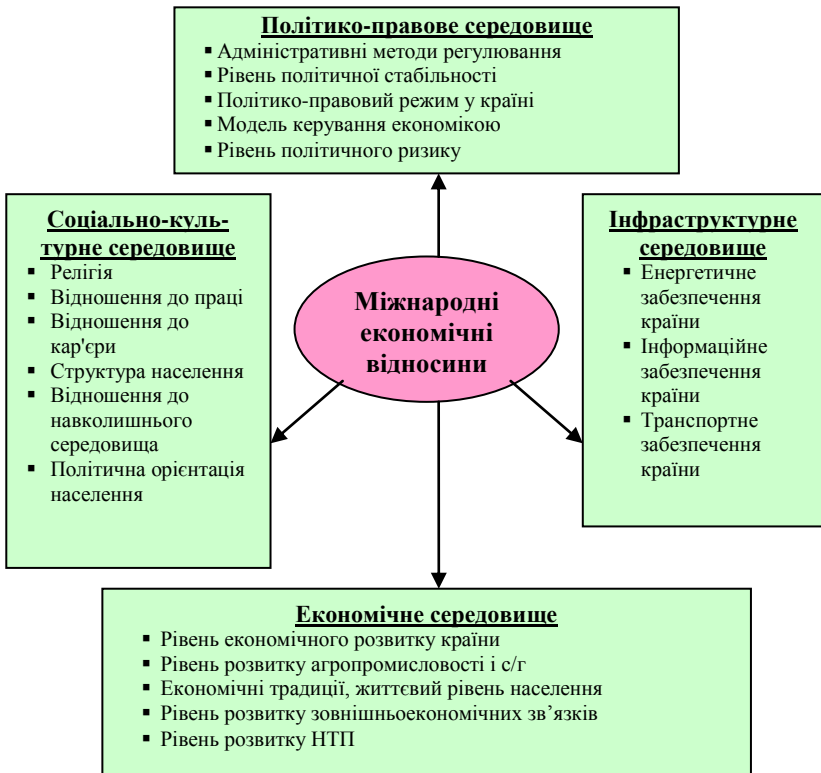 Політико-правове середовище
▪ Адміністративні методи регулювання
▪ Рівень політичної стабільності
▪ Політико-правовий режим у країні
▪ Модель керування економікою
▪ Рівень політичного ризику
Соціально-куль-
турне середовище
▪ Релігія
▪ Відношення до праці
▪ Відношення до
кар'єри
▪ Структура населення
▪ Відношення до
навколишнього
середовища
▪ Політична орієнтація
населення
Міжнародні
економічні
відносини
Інфраструктурне
середовище
▪ Енергетичне
забезпечення
країни
▪ Інформаційне
забезпечення
країни
▪ Транспортне
забезпечення
країни
Економічне середовище
▪ Рівень економічного розвитку країни
▪ Рівень розвитку агропромисловості і с/г
▪ Економічні традиції, життєвий рівень населення
▪ Рівень розвитку зовнішньоекономічних зв’язків
▪ Рівень розвитку НТП